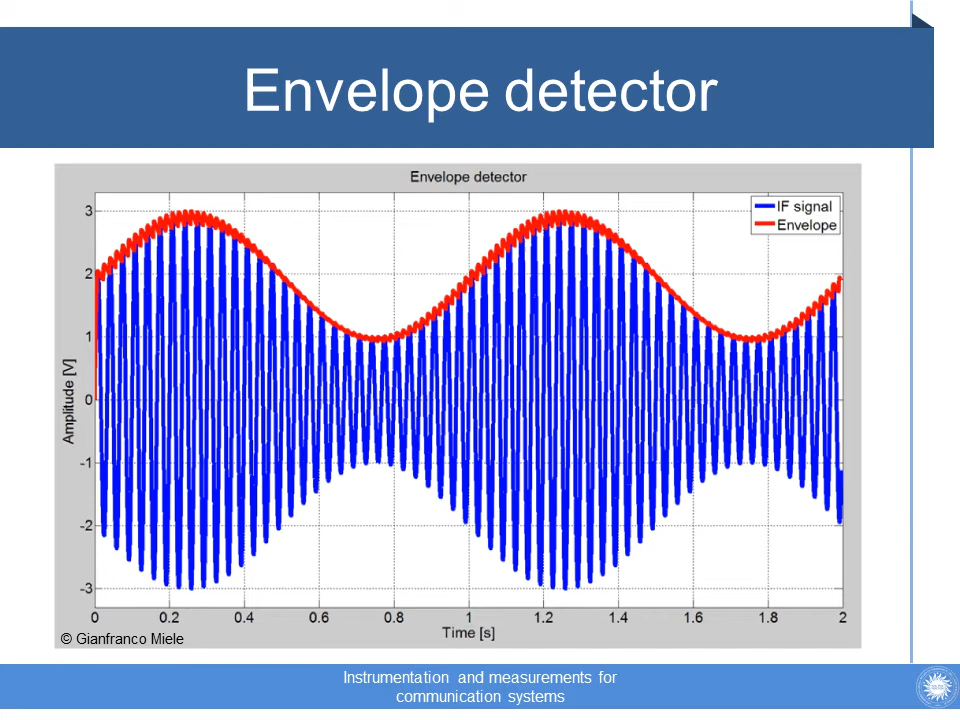 Envelope detector
Envelope detector
IF signal
Envelope
3
2
1
0
-1
-2
-3
Amplitude [V]
0 0.2 0.4 0.6 0.8 1 1.2 1.4 1.6 1.8 2
Time [s]
© Gianfranco Miele
Instrumentation and measurements for
communication systems